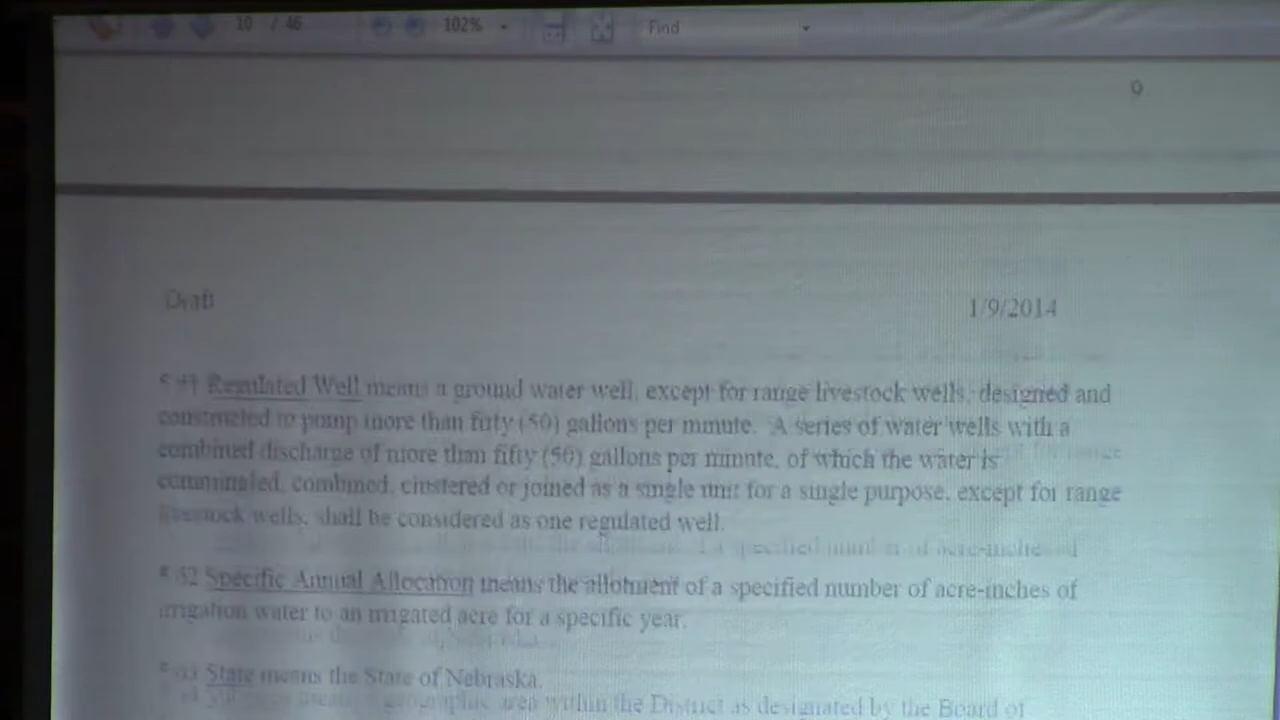 10 / 46 102% Find
9
Draft 1/9/2014
Regulated Well means a ground water well, except for range livestock wells, designed and
constructed to pump more than fifty (50) gallons per minute. A series of water wells with a
combined discharge of more than fifty (50) gallons per minute, of which the water is
commingled, combined, clustered or joined as a single unit for a single purpose, except for range
livestock wells, shall be considered as one regulated well.
52 Specific Annual Allocation means the allotment of a specified number of acre-inches of
irrigation water to an irrigated acre for a specific year.
State means the State of Nebraska.
geographic area within the District as designated by the Board of